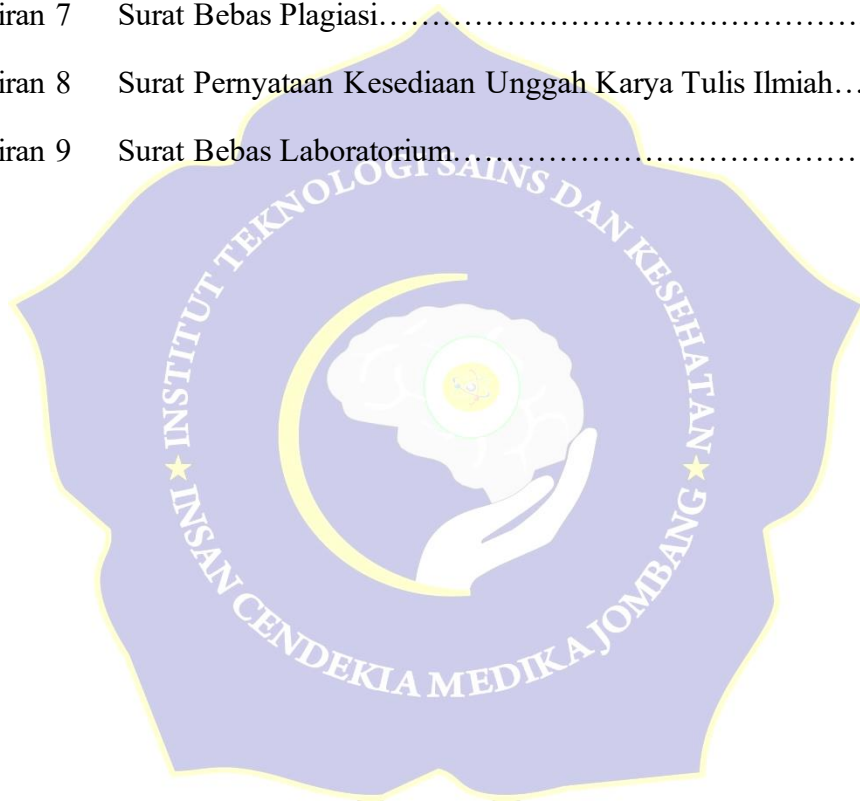 iran 7 Surat Bebas Plagiasi……………………………………………….
iran 8 Surat Pernyataan Kesediaan Unggah Karya Tulis Ilmiah…
iran 9 Surat Bebas Laboratorium……………………………………….
INSTITUT TEKNOLOGI SAINS DAN KESEHATAN
INSAN CENDEKIA MEDIKA JOMBANG